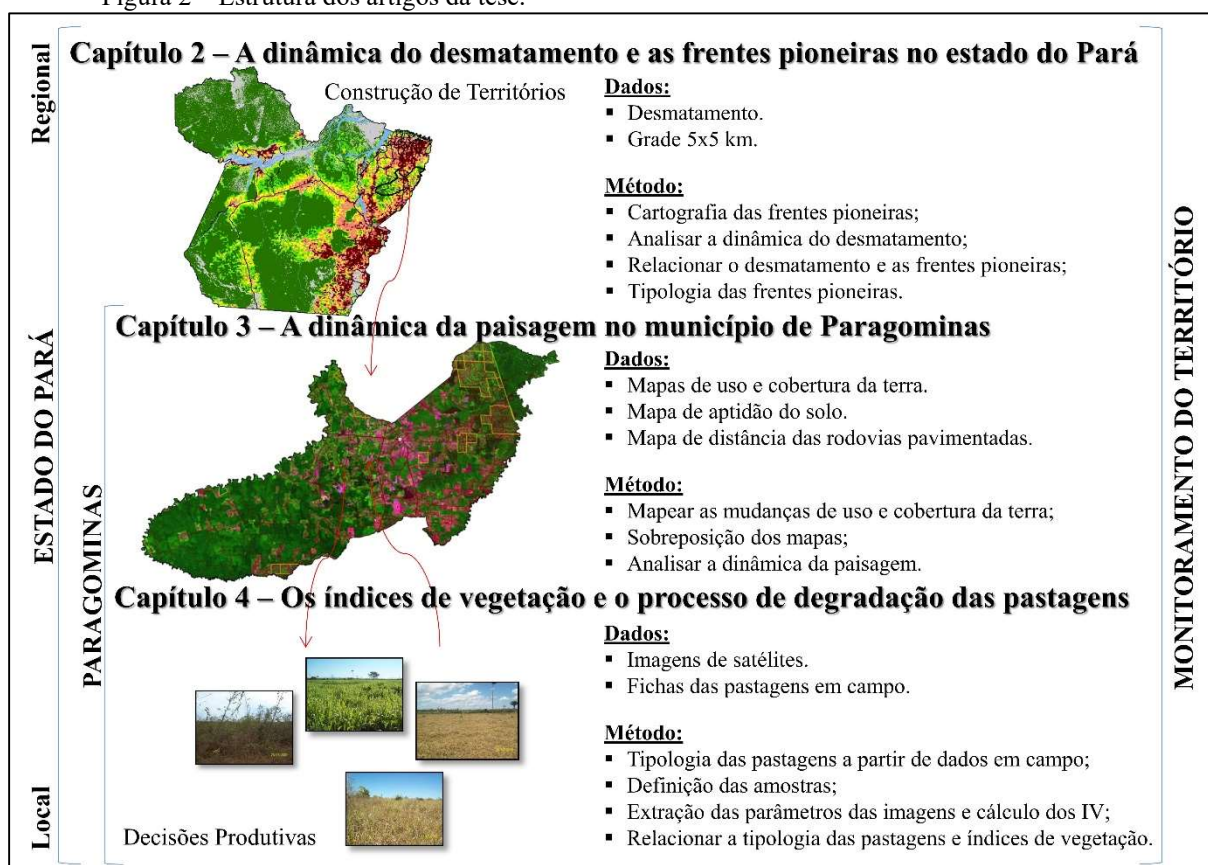 Figura 2 – Estrutura dos artigos da tese.
Capítulo 2 – A dinâmica do desmatamento e as frentes pioneiras no estado do Pará
Regional
Construção de Territórios
Dados:
▪ Desmatamento.
▪ Grade 5x5 km.
Método:
▪ Cartografia das frentes pioneiras;
▪ Analisar a dinâmica do desmatamento;
▪ Relacionar o desmatamento e as frentes pioneiras;
▪ Tipologia das frentes pioneiras.
ESTADO DO PARÁ
MONITORAMENTO DO TERRITÓRIO
Capítulo 3 – A dinâmica da paisagem no município de Paragominas
Dados:
▪ Mapas de uso e cobertura da terra.
▪ Mapa de aptidão do solo.
▪ Mapa de distância das rodovias pavimentadas.
Método:
▪ Mapear as mudanças de uso e cobertura da terra;
▪ Sobreposição dos mapas;
▪ Analisar a dinâmica da paisagem.
PARAGOMINAS
Capítulo 4 – Os índices de vegetação e o processo de degradação das pastagens
Dados:
▪ Imagens de satélites.
▪ Fichas das pastagens em campo.
Método:
▪ Tipologia das pastagens a partir de dados em campo;
▪ Definição das amostras;
▪ Extração das parâmetros das imagens e cálculo dos IV;
▪ Relacionar a tipologia das pastagens e índices de vegetação.
Local
Decisões Produtivas